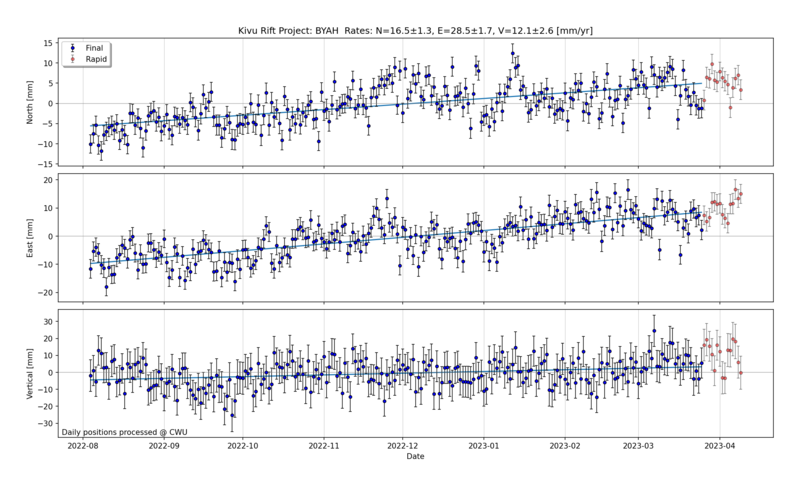 Kivu Rift Project: BYAH Rates: N=16.5±1.3, E=28.5±1.7, V=12.1±2.6 [mm/yr]
Final
Rapid
North [mm]
15
10
5
0
−5
−10
−15
East [mm]
20
10
0
−10
−20
Vertical [mm]
30
20
10
0
−10
−20
−30
Daily positions processed @ CWU
2022-08 2022-09 2022-10 2022-11 2022-12 2023-01 2023-02 2023-03 2023-04
Date